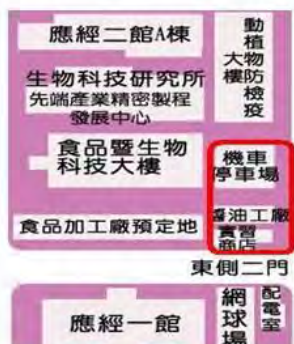 應經二館A棟
動植物防檢疫
大樓
生物科技研究所
先端產業精密製程
發展中心
食品暨生物
科技大樓
機車
停車場
食品加工廠預定地
醬油工廠
實習
商店
東側二門
應經一館
網球場
配電室